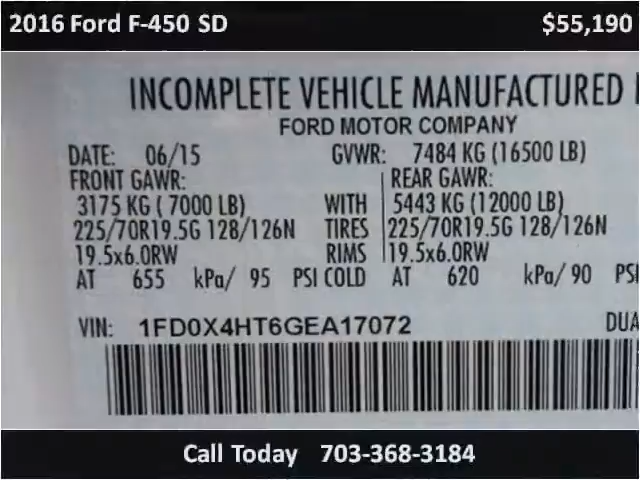 2016 Ford F-450 SD $55,190
INCOMPLETE VEHICLE MANUFACTURED
FORD MOTOR COMPANY
DATE: 06/15 GVWR: 7484 KG (16500 LB)
FRONT GAWR: REAR GAWR:
3175 KG ( 7000 LB) WITH 5443 KG (12000 LB)
225/70R19.5G 128/126N TIRES 225/70R19.5G 128/126N
19.5x6.0RW RIMS 19.5x6.0RW
AT 655 kPa/ 95 PSI COLD AT 620 kPa/ 90 PSI
VIN: 1FD0X4HT6GEA17072 DUA
Call Today 703-368-3184